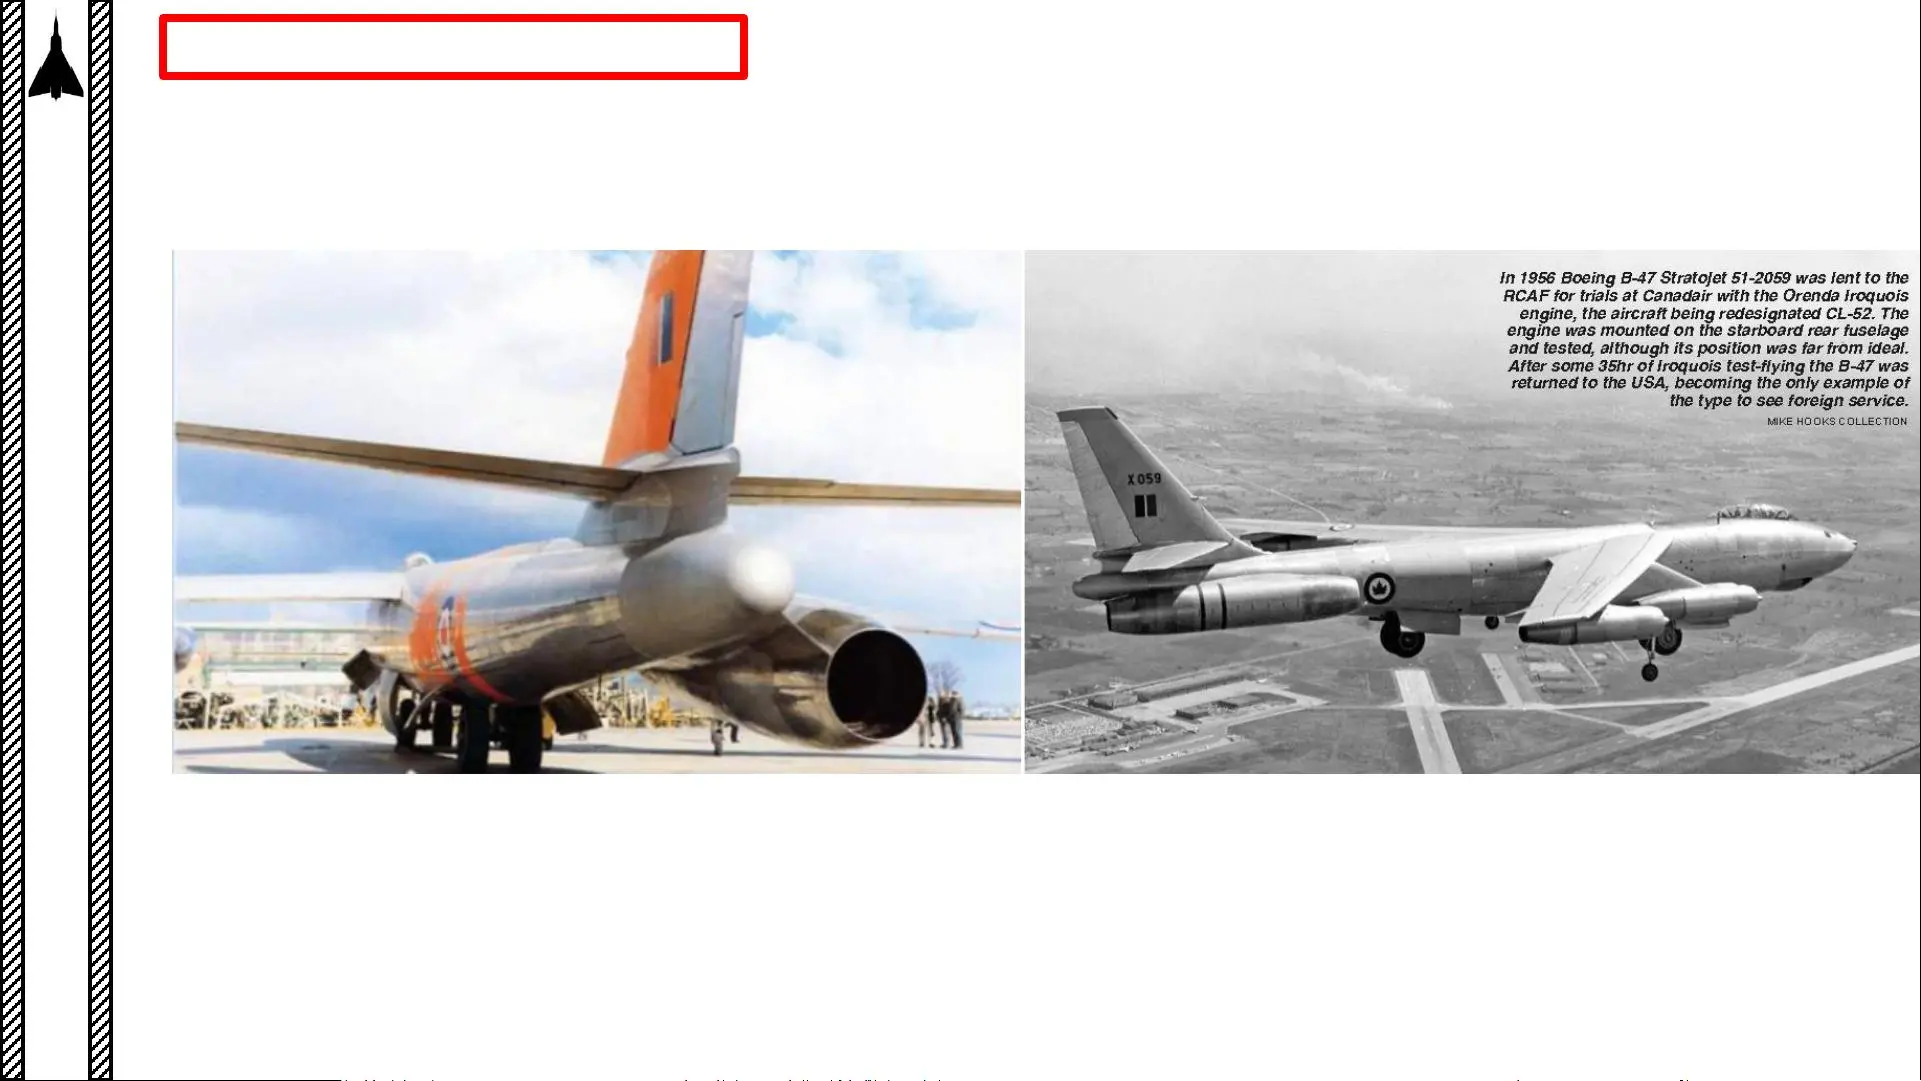 In 1956 Boeing B-47 Stratojet 51-2059 was lent to the
RCAF for trials at Canadair with the Orenda Iroquois
engine, the aircraft being redesignated CL-52. The
engine was mounted on the starboard rear fuselage
and tested, although its position was far from ideal.
After some 35hr of Iroquois test-flying the B-47 was
returned to the USA, becoming the only example of
the type to see foreign service.
MIKE HOOKS COLLECTION
X059